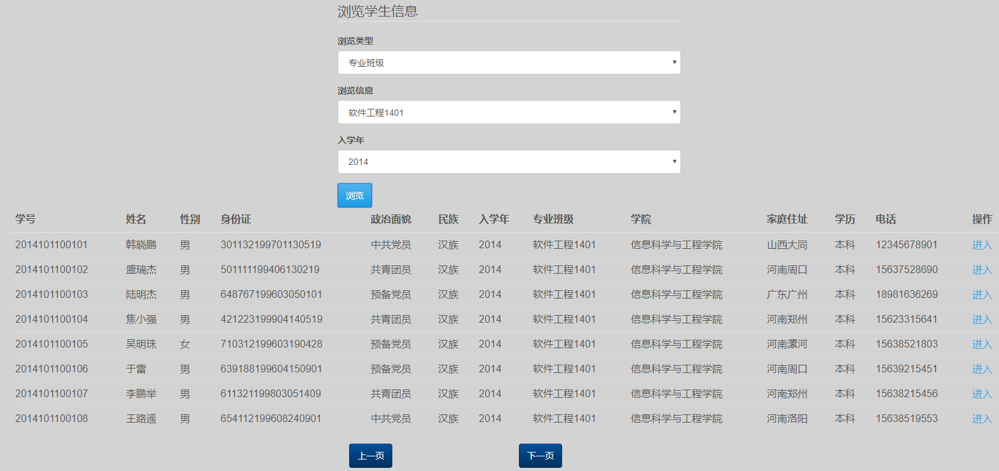 浏览学生信息
浏览类型
专业班级
浏览信息
软件工程1401
入学年
2014
浏览
学号 姓名 性别 身份证 政治面貌 民族 入学年 专业班级 学院 家庭住址 学历 电话 操作
2014101100101 韩晓鹏 男 301132199701130519 中共党员 汉族 2014 软件工程1401 信息科学与工程学院 山西大同 本科 12345678901 进入
2014101100102 盛瑞杰 男 501111199406130219 共青团员 汉族 2014 软件工程1401 信息科学与工程学院 河南周口 本科 15637528690 进入
2014101100103 陆明杰 男 648767199603050101 预备党员 汉族 2014 软件工程1401 信息科学与工程学院 广东广州 本科 18981636269 进入
2014101100104 焦小强 男 421223199904140519 共青团员 汉族 2014 软件工程1401 信息科学与工程学院 河南郑州 本科 15623315641 进入
2014101100105 吴明珠 女 710312199603190428 预备党员 汉族 2014 软件工程1401 信息科学与工程学院 河南漯河 本科 15638521803 进入
2014101100106 于雷 男 639188199604150901 预备党员 汉族 2014 软件工程1401 信息科学与工程学院 河南周口 本科 15639215451 进入
2014101100107 李鹏举 男 611321199803051409 共青团员 汉族 2014 软件工程1401 信息科学与工程学院 河南郑州 本科 15638215456 进入
2014101100108 王路遥 男 654112199608240901 中共党员 汉族 2014 软件工程1401 信息科学与工程学院 河南洛阳 本科 15638519553 进入
上一页 下一页